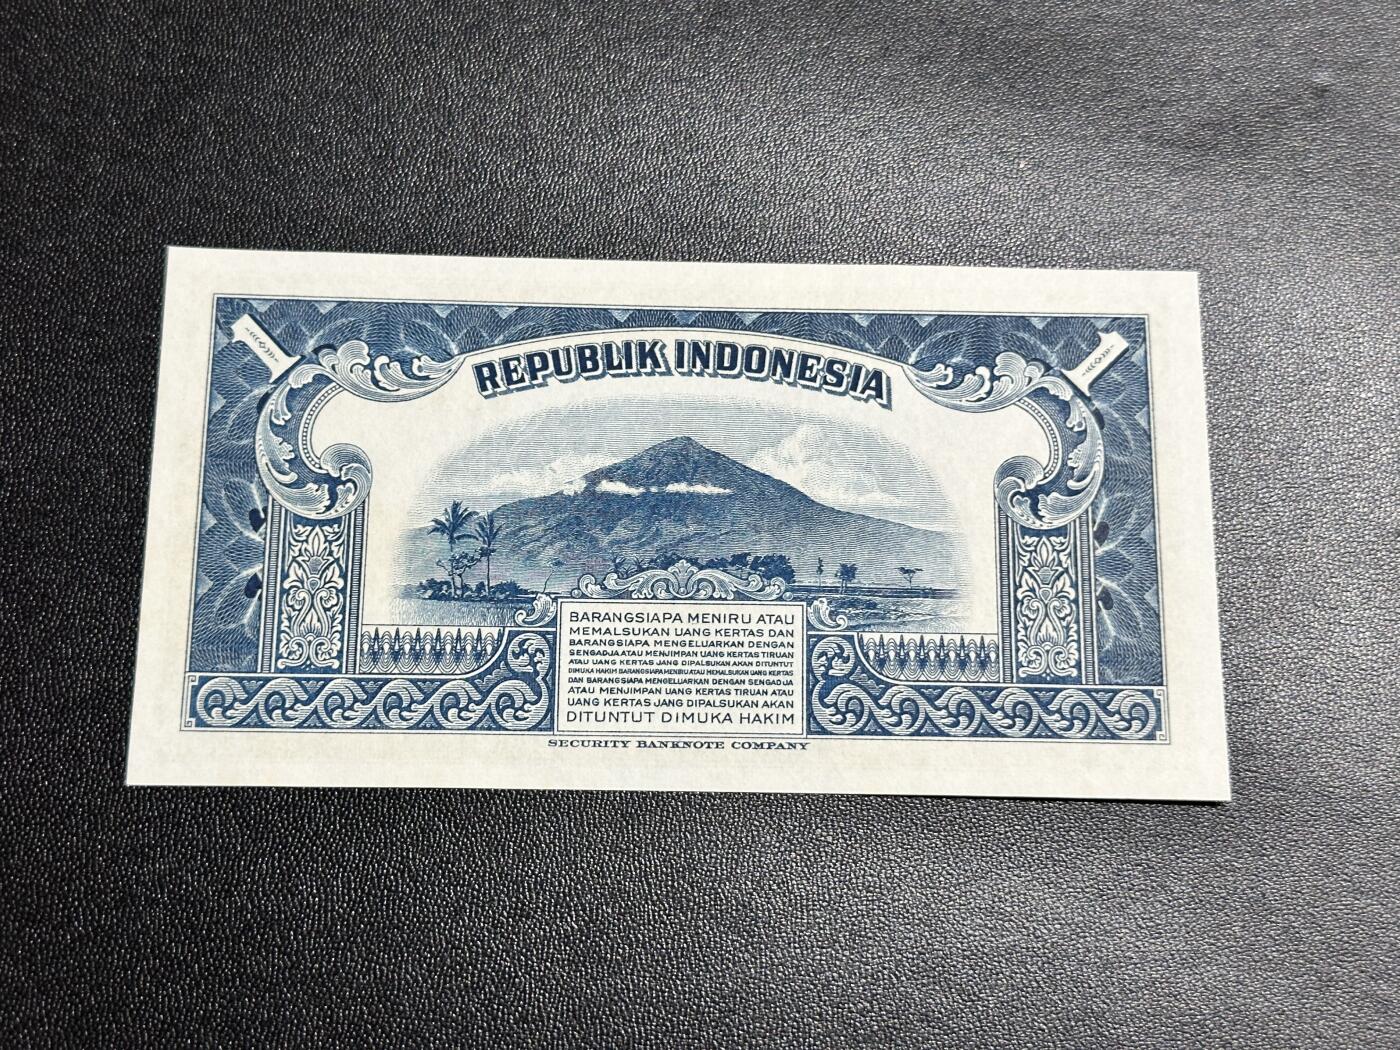 1
1
REPUBLIK INDONESIA
BARANGSIAPA MENIRU ATAU
MEMALSUKAN UANG KERTAS DAN
BARANGSIAPA MENGELUARKAN DENGAN
SENGADJA ATAU MENJIMPAN UANG KERTAS TIRUAN
ATAU UANG KERTAS JANG DIPALSUKAN AKAN DITUNTUT
DIMUKA HAKIM BARANGSIAPA MENIRU ATAU MEMALSUKAN UANG KERTAS
DAN BARANGSIAPA MENGELUARKAN DENGAN SENGADJA
ATAU MENJIMPAN UANG KERTAS TIRUAN ATAU
UANG KERTAS JANG DIPALSUKAN AKAN
DITUNTUT DIMUKA HAKIM
SECURITY BANKNOTE COMPANY